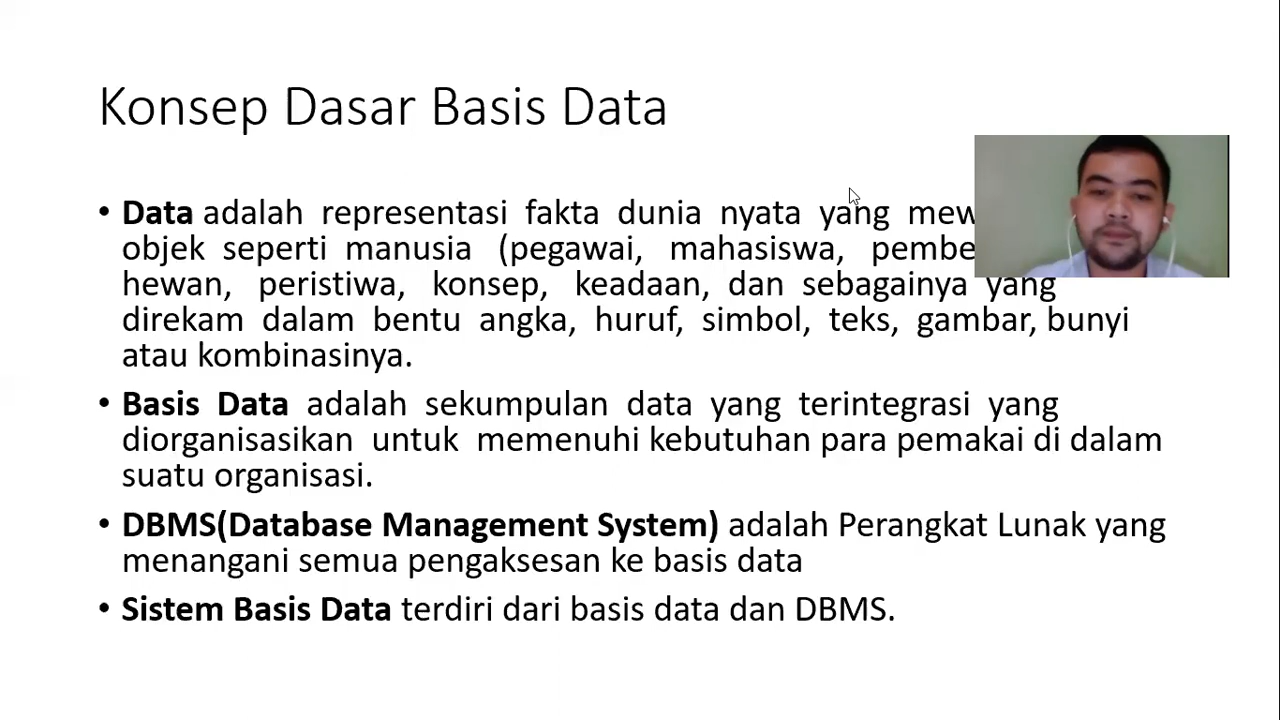 Konsep Dasar Basis Data
• Data adalah representasi fakta dunia nyata yang
objek seperti manusia (pegawai, mahasiswa,
hewan, peristiwa, konsep, keadaan, dan sebagainya yang
direkam dalam bentu angka, huruf, simbol, teks, gambar, bunyi
atau kombinasinya.
• Basis Data adalah sekumpulan data yang terintegrasi yang
diorganisasikan untuk memenuhi kebutuhan para pemakai di dalam
suatu organisasi.
• DBMS(Database Management System) adalah Perangkat Lunak yang
menangani semua pengaksesan ke basis data
• Sistem Basis Data terdiri dari basis data dan DBMS.